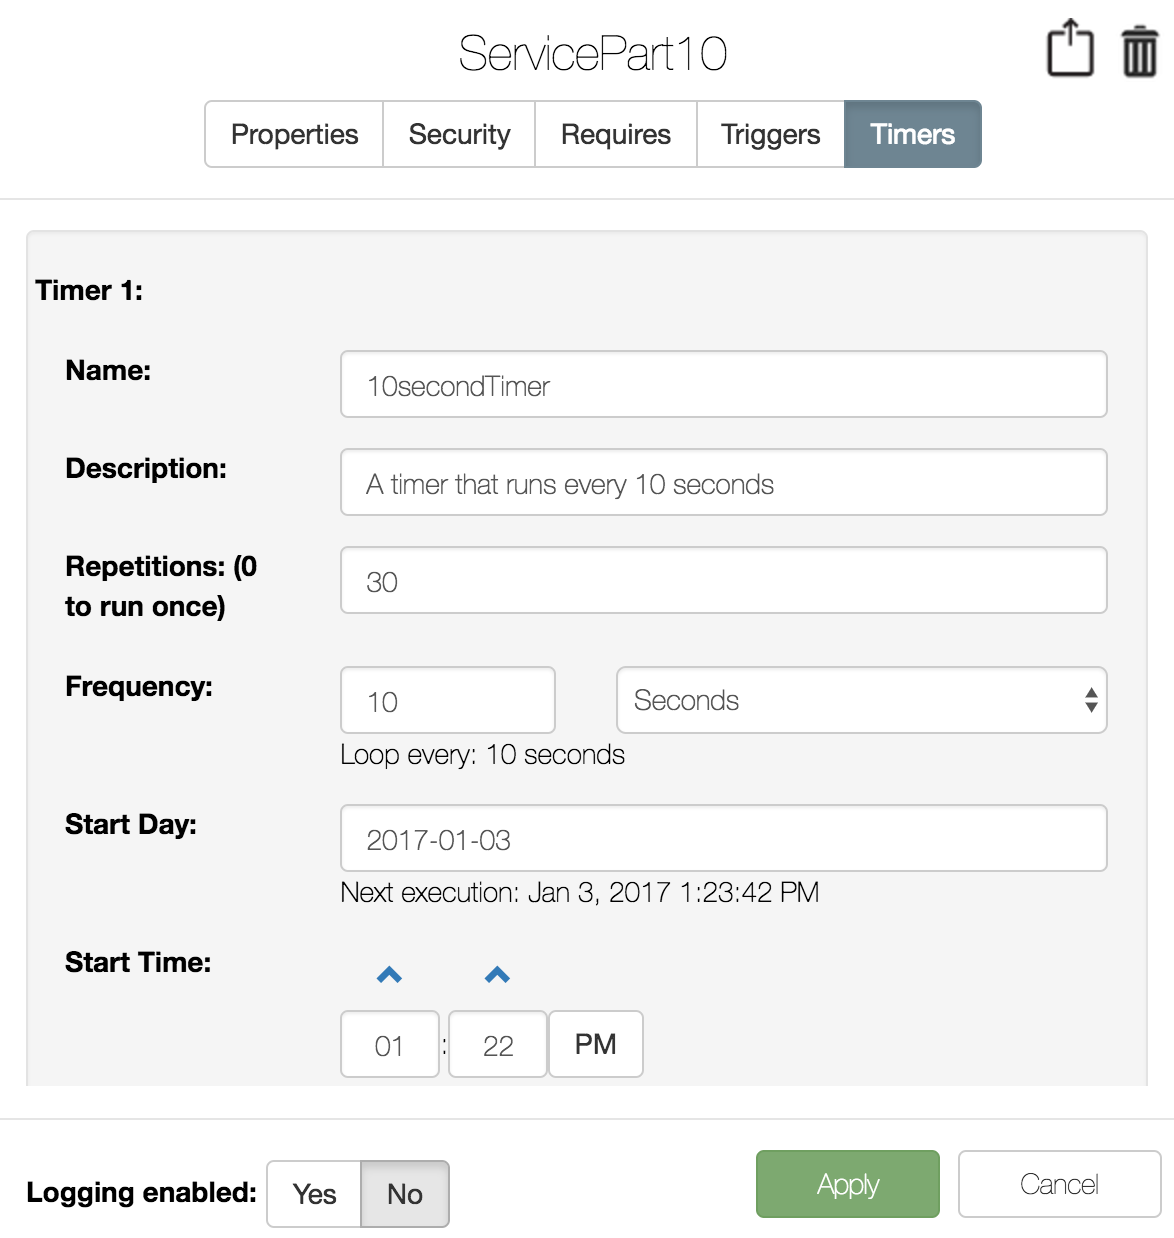 ServicePart10
Properties Security Requires Triggers Timers
Timer 1:
Name: 10secondTimer
Description: A timer that runs every 10 seconds
Repetitions: (0
to run once) 30
Frequency: 10 Seconds
Loop every: 10 seconds
Start Day: 2017-01-03
Next execution: Jan 3, 2017 1:23:42 PM
Start Time:
01 : 22 PM
Logging enabled: Yes No Apply Cancel